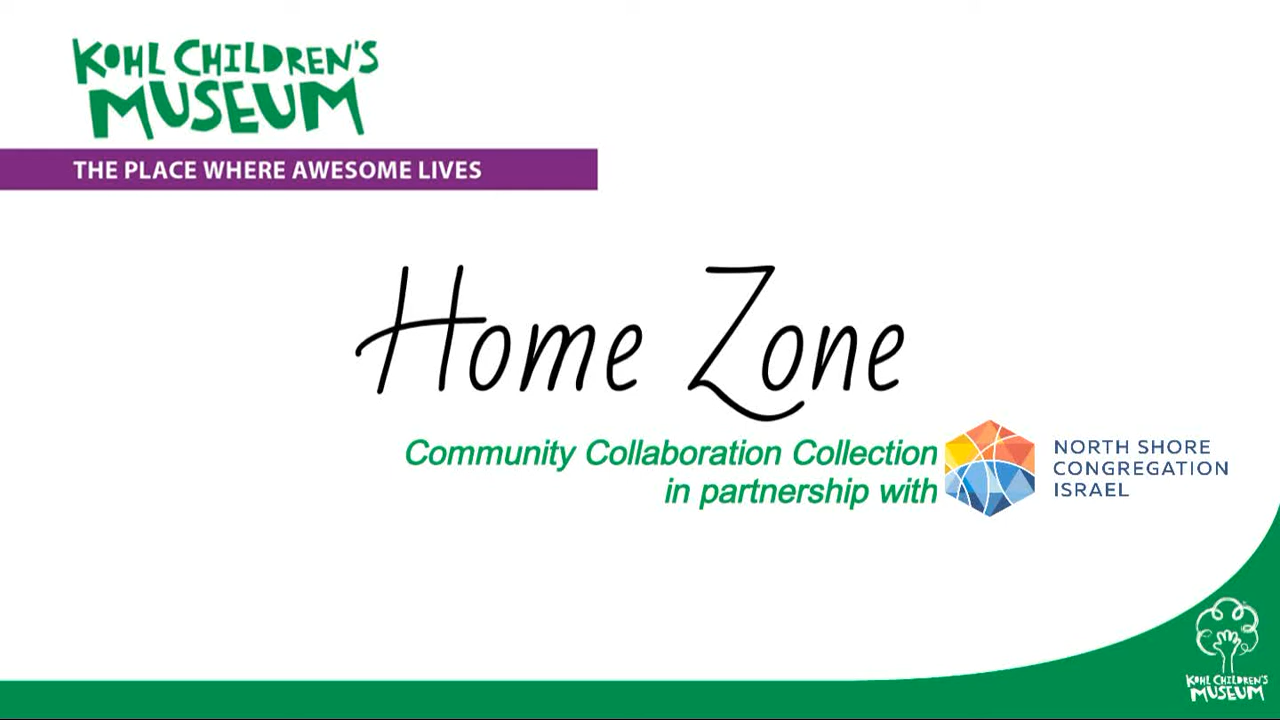 KOHL CHILDREN'S
MUSEUM
THE PLACE WHERE AWESOME LIVES
Home Zone
Community Collaboration Collection
in partnership with
NORTH SHORE
CONGREGATION
ISRAEL
KOHL CHILDREN'S
MUSEUM